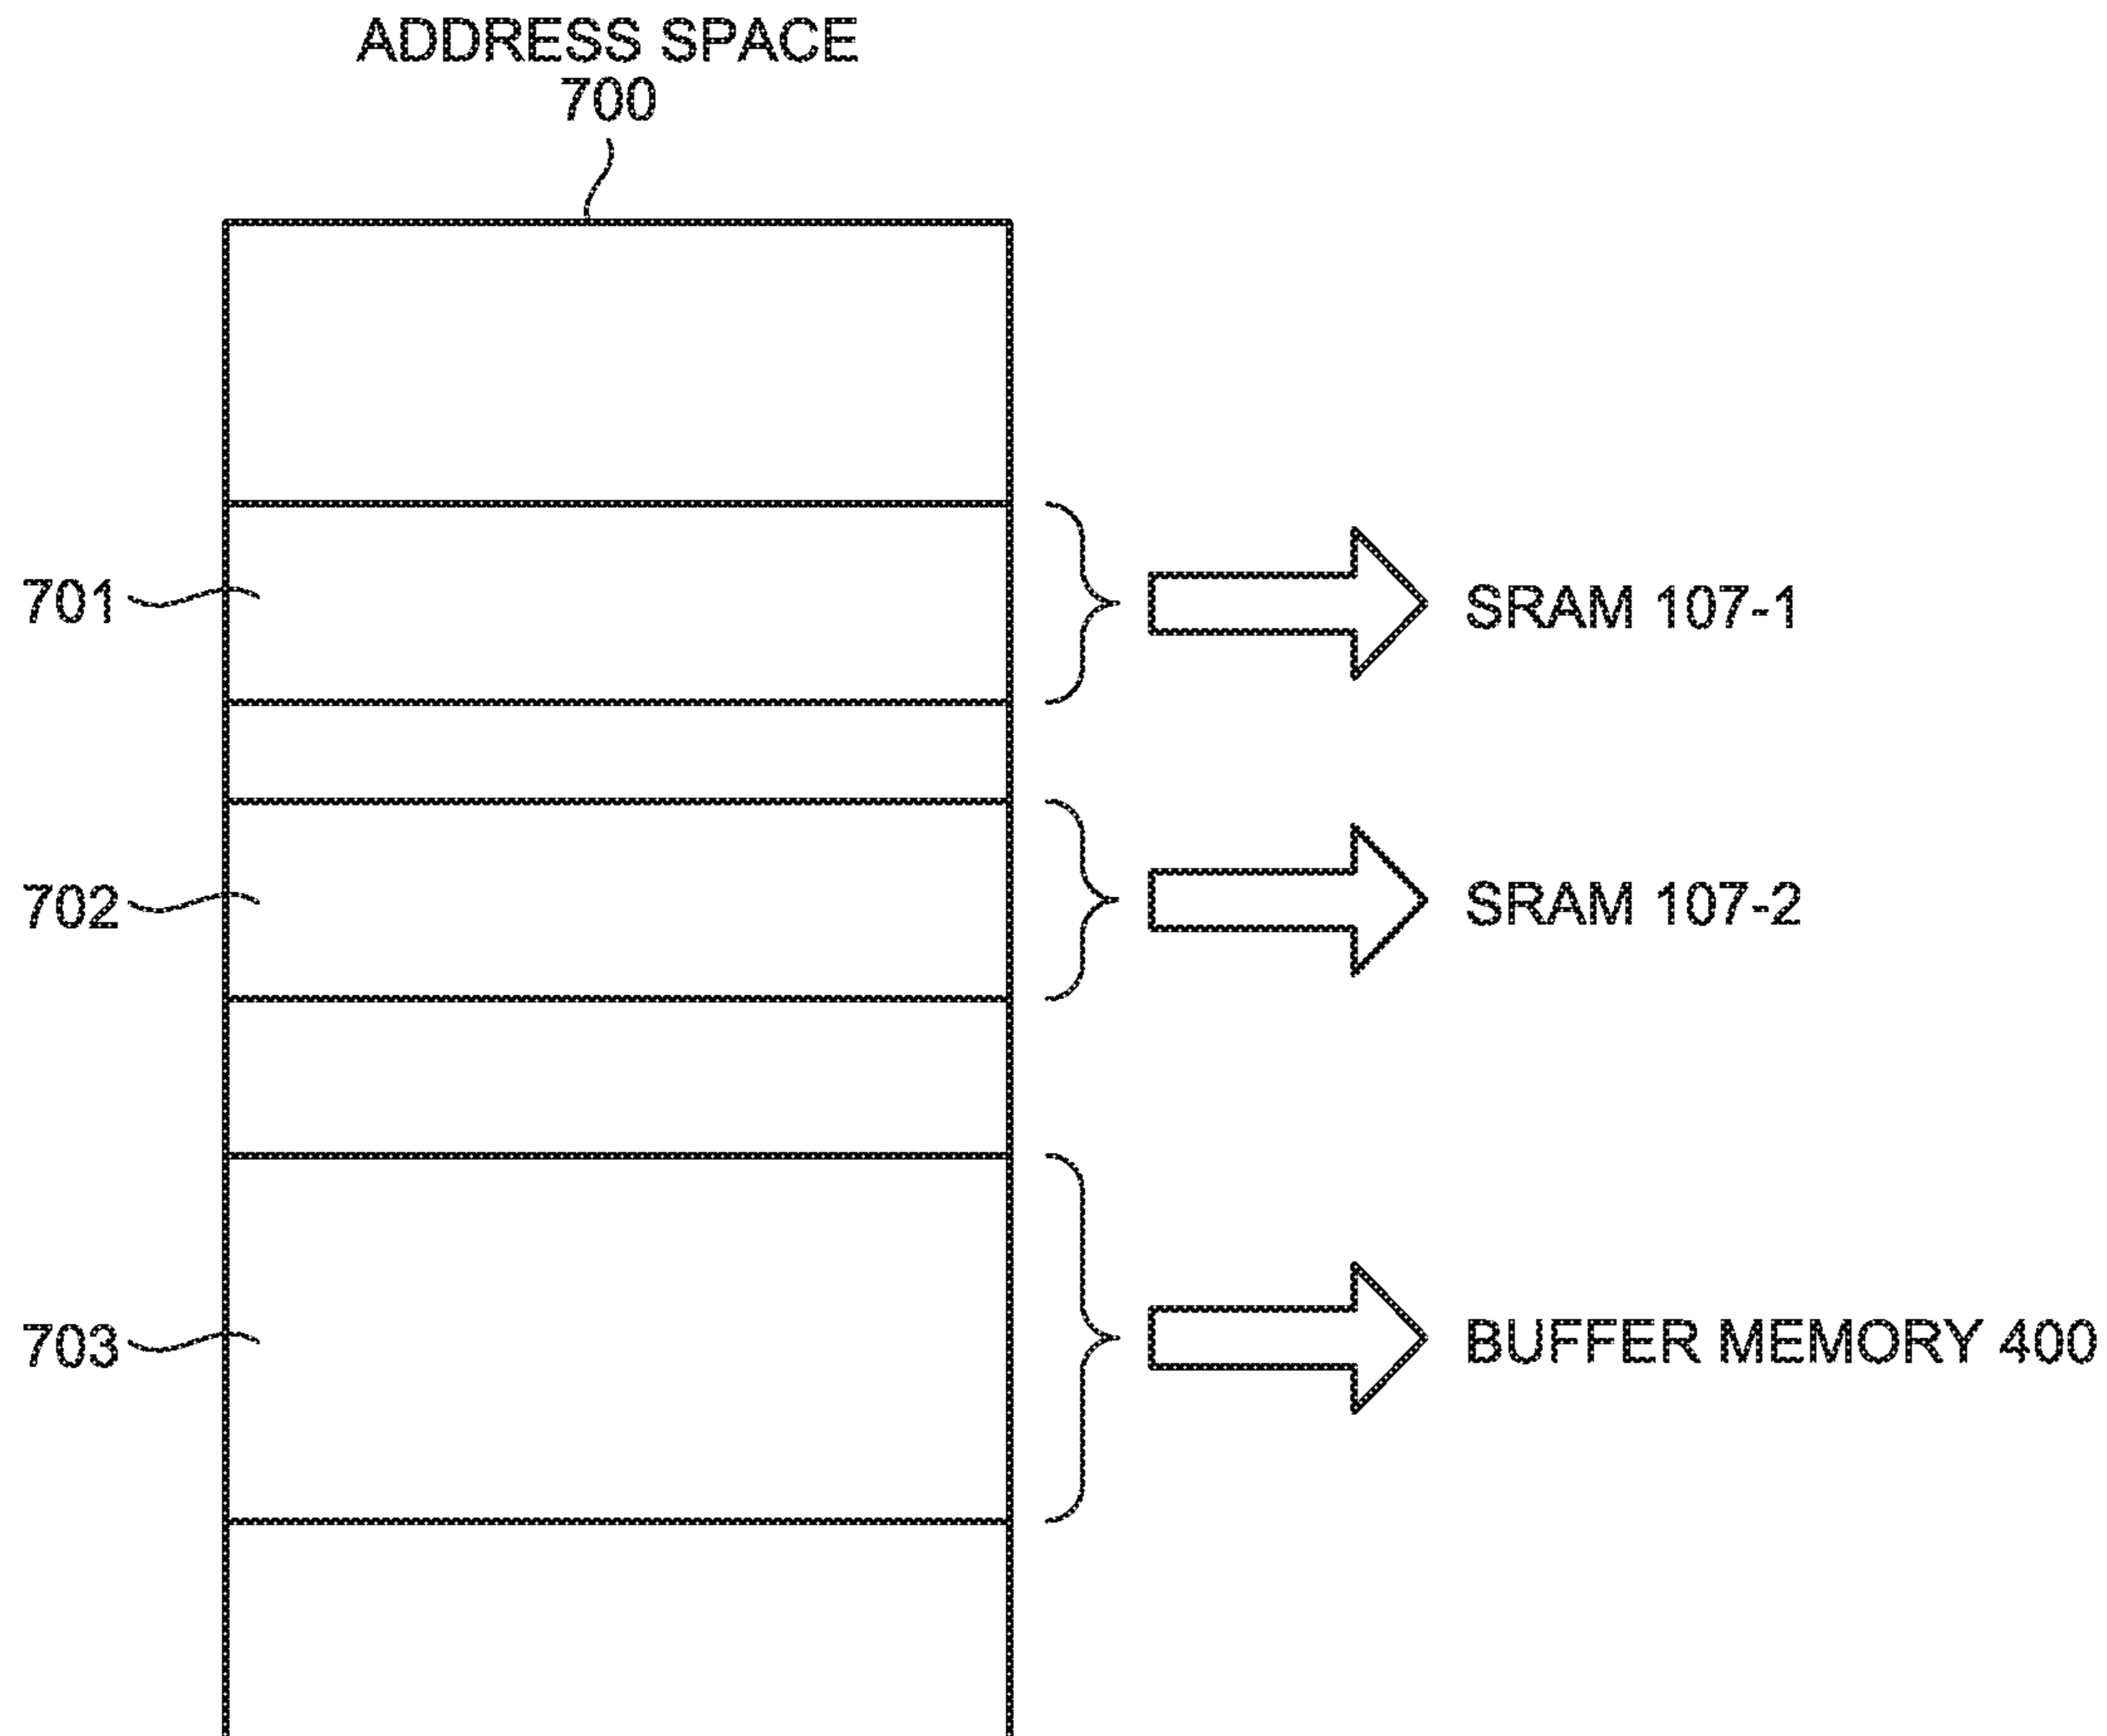 ADDRESS SPACE
700
701
SRAM 107-1
702
SRAM 107-2
703
BUFFER MEMORY 400